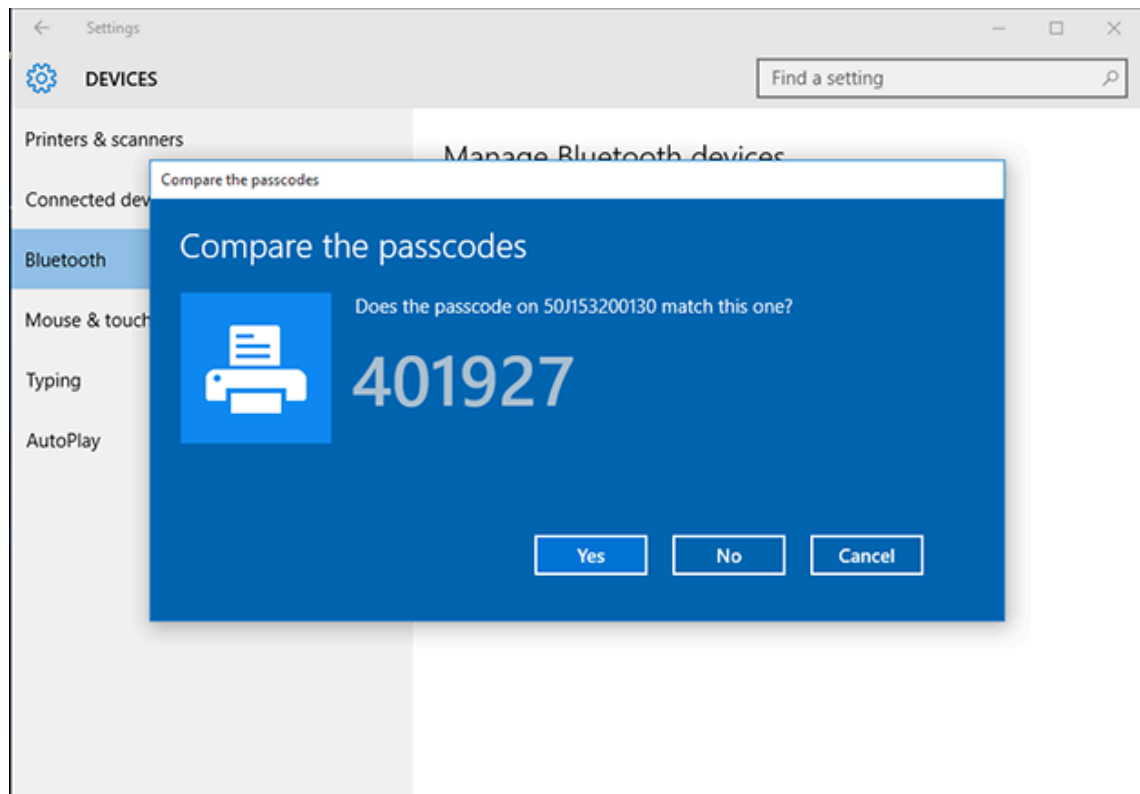 Settings
DEVICES
Find a setting
Printers & scanners
Manage Bluetooth devices
Connected dev
Compare the passcodes
Bluetooth
Compare the passcodes
Does the passcode on 50J153200130 match this one?
401927
Mouse & touch
Typing
AutoPlay
Yes
No
Cancel